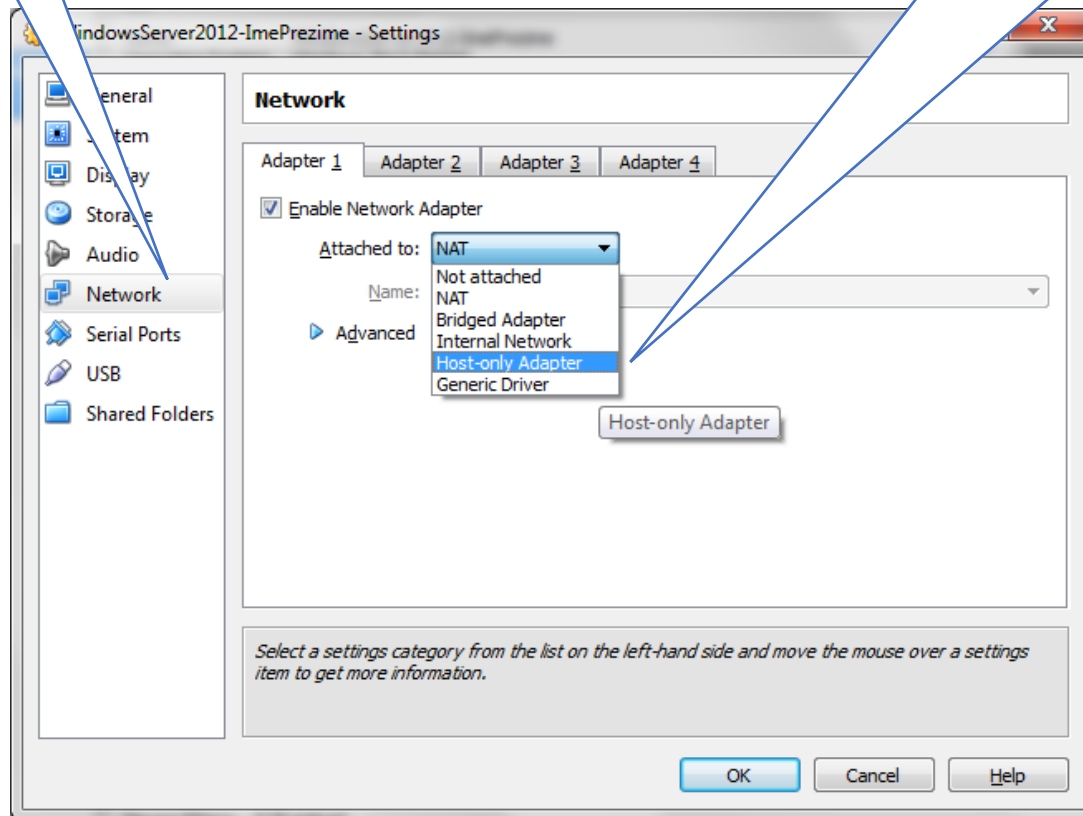 indowsServer2012-ImePrezime - Settings
Network
Adapter 1 Adapter 2 Adapter 3 Adapter 4
Enable Network Adapter
Attached to: NAT
Not attached
NAT
Bridged Adapter
Internal Network
Host-only Adapter
Generic Driver
Name:
Advanced
Host-only Adapter
eneral
Display
Storage
Audio
Network
Serial Ports
USB
Shared Folders
Select a settings category from the list on the left-hand side and move the mouse over a settings
item to get more information.
OK Cancel Help